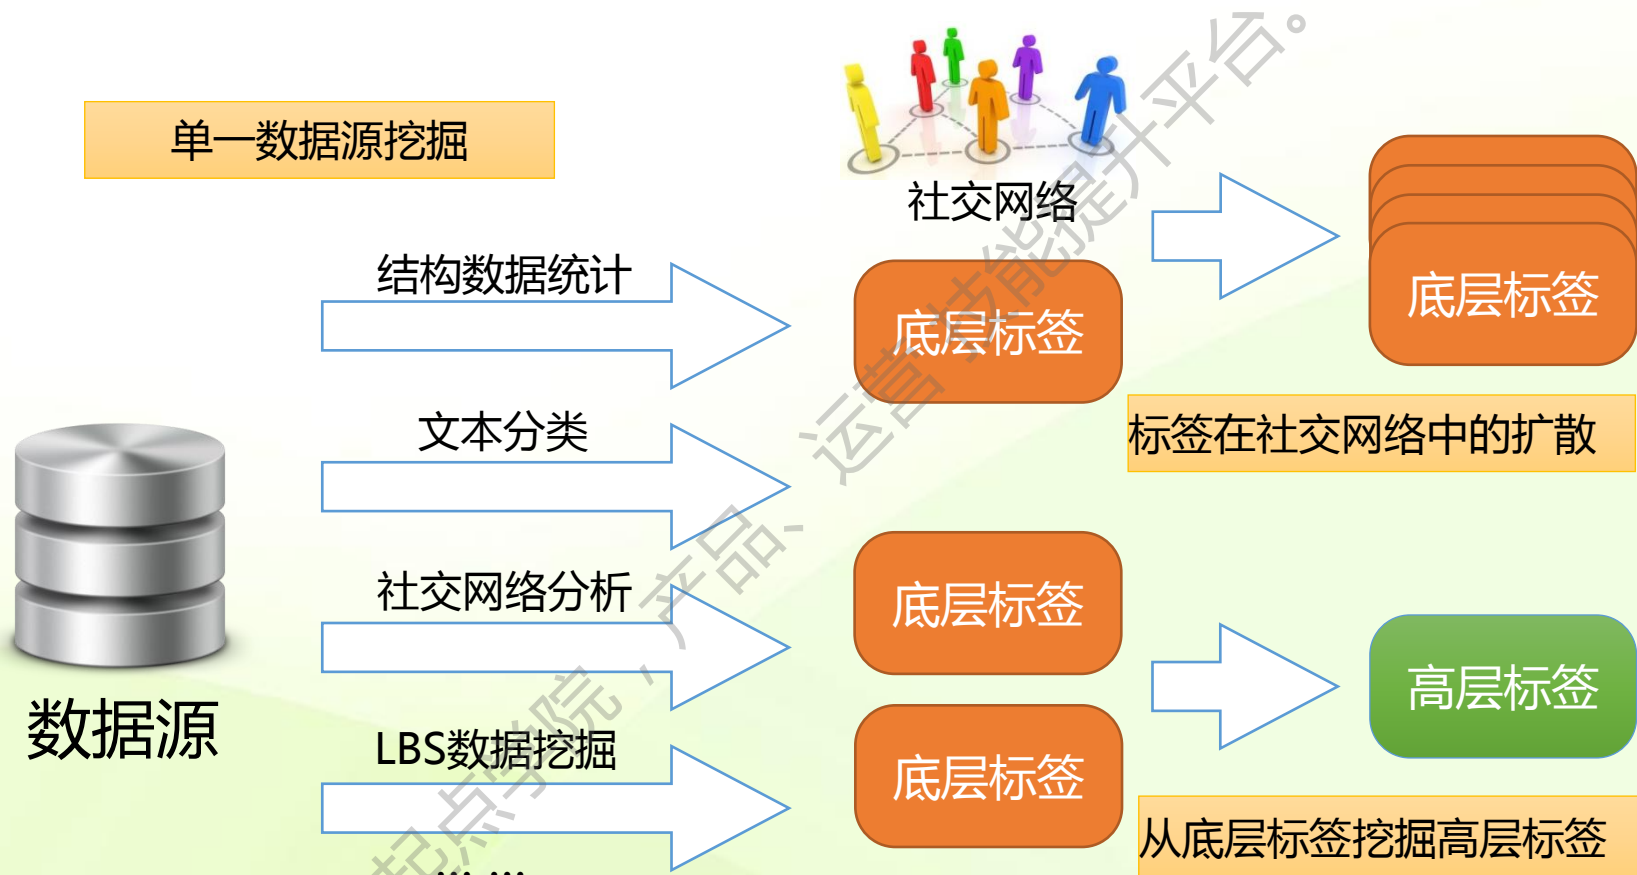 单一数据源挖掘
社交网络
结构数据统计
底层标签
底层标签
文本分类
标签在社交网络中的扩散
社交网络分析
底层标签
数据源
高层标签
LBS数据挖掘
底层标签
从底层标签挖掘高层标签
... ...
起点学院，产品、运营 技能提升平台。